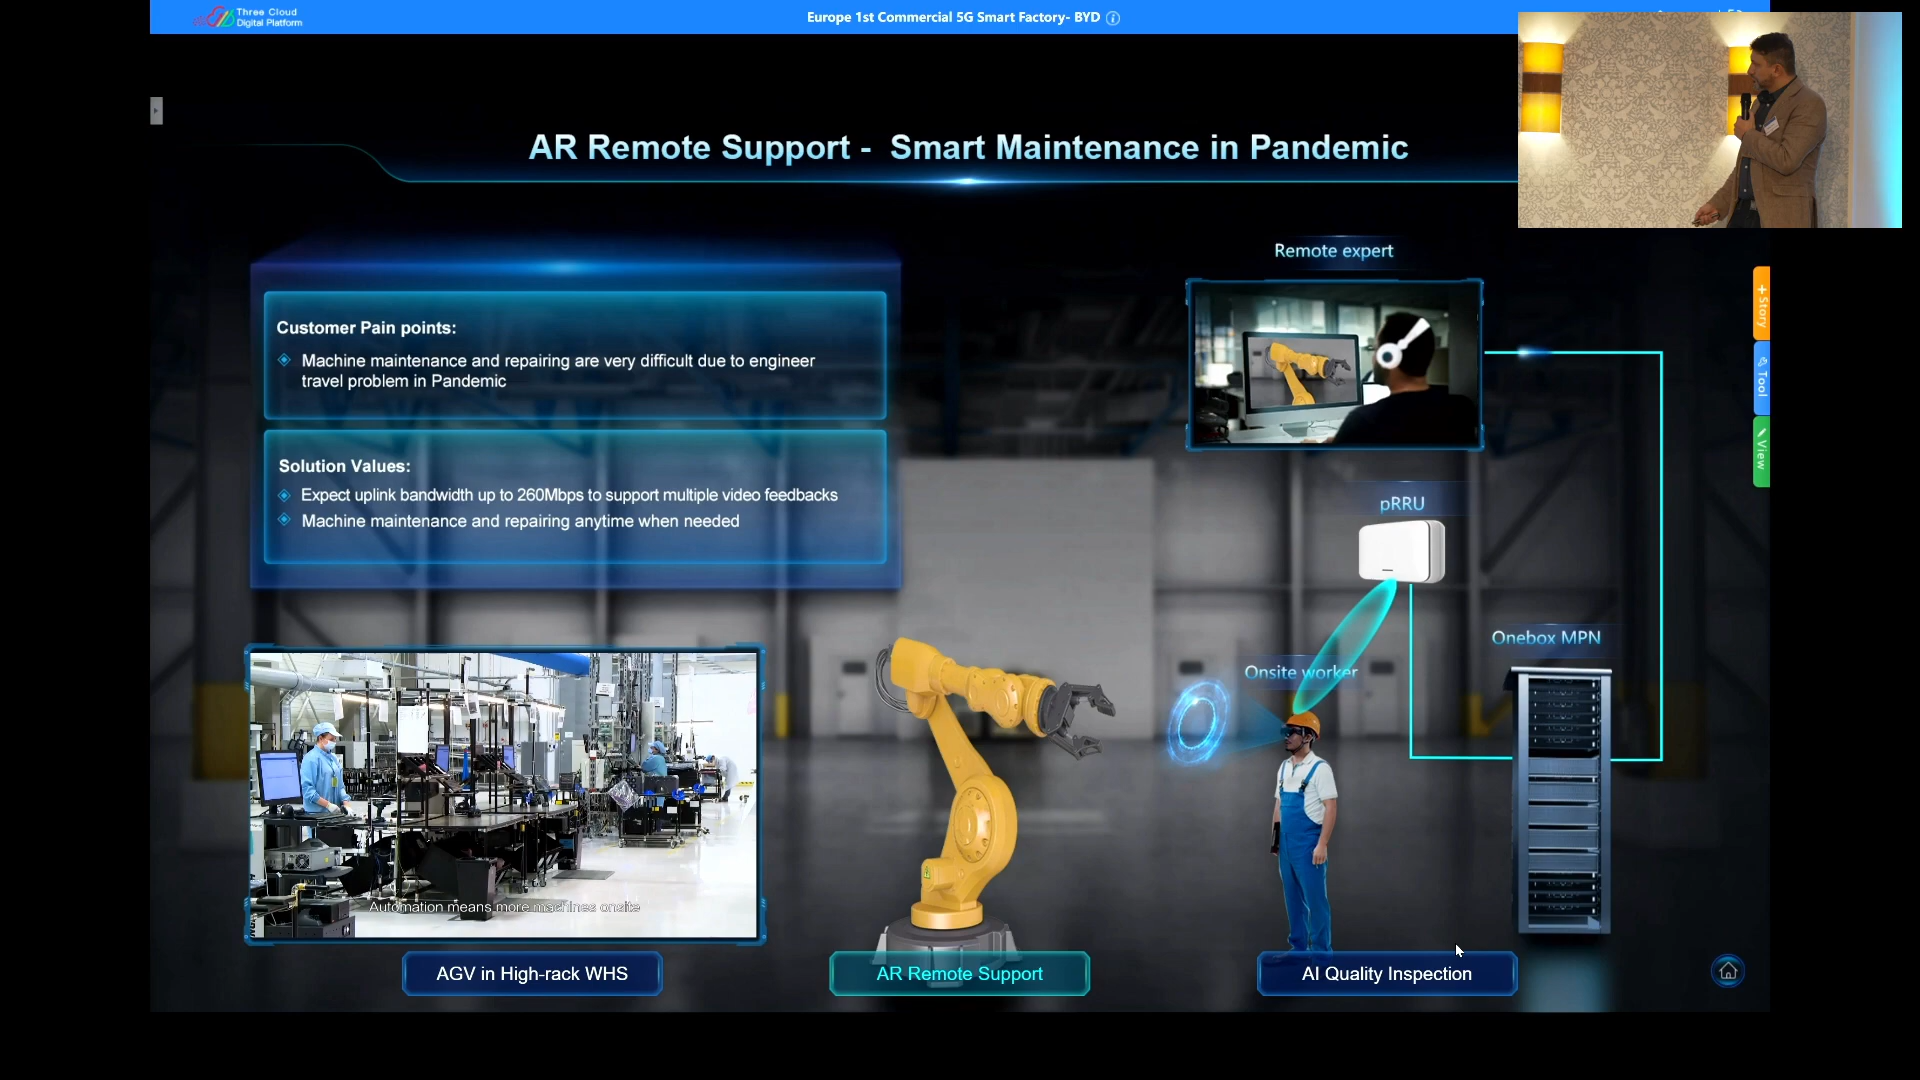 Three Cloud
Digital Platform
Europe 1st Commercial 5G Smart Factory- BYD
AR Remote Support - Smart Maintenance in Pandemic
Customer Pain points:
Machine maintenance and repairing are very difficult due to engineer
travel problem in Pandemic
Solution Values:
Expect uplink bandwidth up to 260Mbps to support multiple video feedbacks
Machine maintenance and repairing anytime when needed
Remote expert
pRRU
Onebox MPN
Onsite worker
+ Story
Tool
View
Automation means more machines onsite
AGV in High-rack WHS
AR Remote Support
AI Quality Inspection